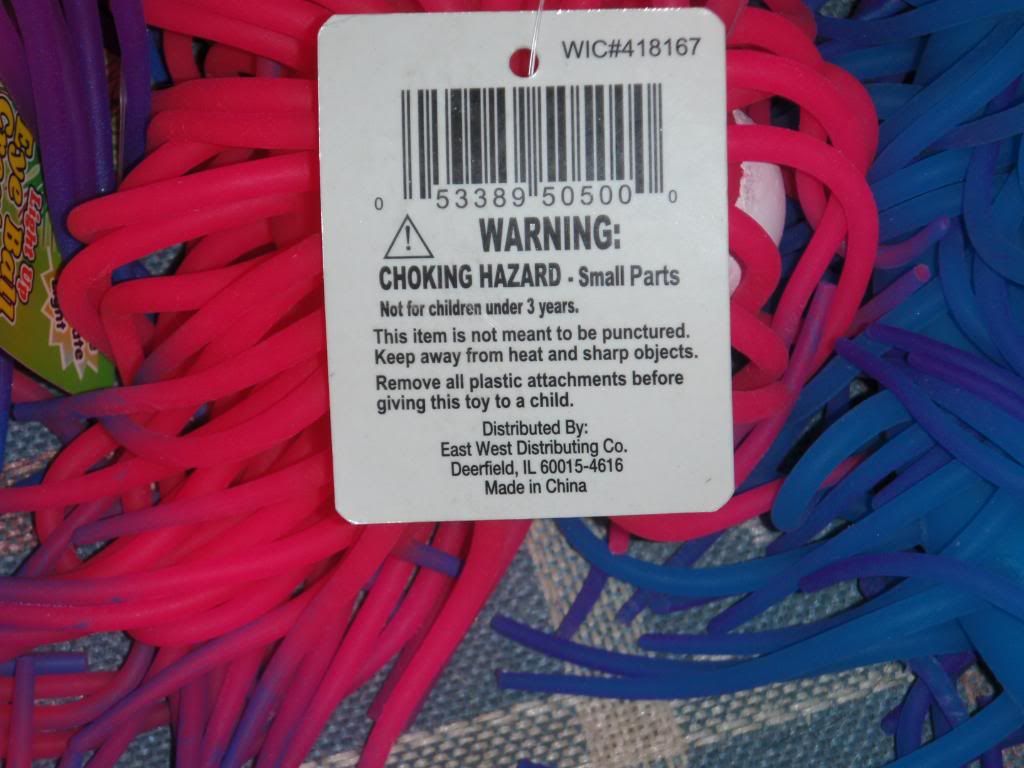 WIC#418167
0 53389 50500 0
WARNING:
CHOKING HAZARD - Small Parts
Not for children under 3 years.
This item is not meant to be punctured.
Keep away from heat and sharp objects.
Remove all plastic attachments before
giving this toy to a child.
Distributed By:
East West Distributing Co.
Deerfield, IL 60015-4616
Made in China
Eye Ball
Light Up